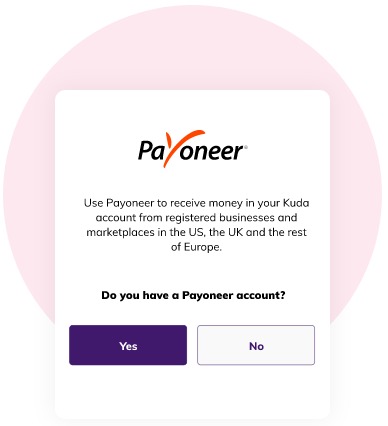 Payoneer
Use Payoneer to receive money in your Kuda
account from registered businesses and
marketplaces in the US, the UK and the rest
of Europe.
Do you have a Payoneer account?
Yes
No